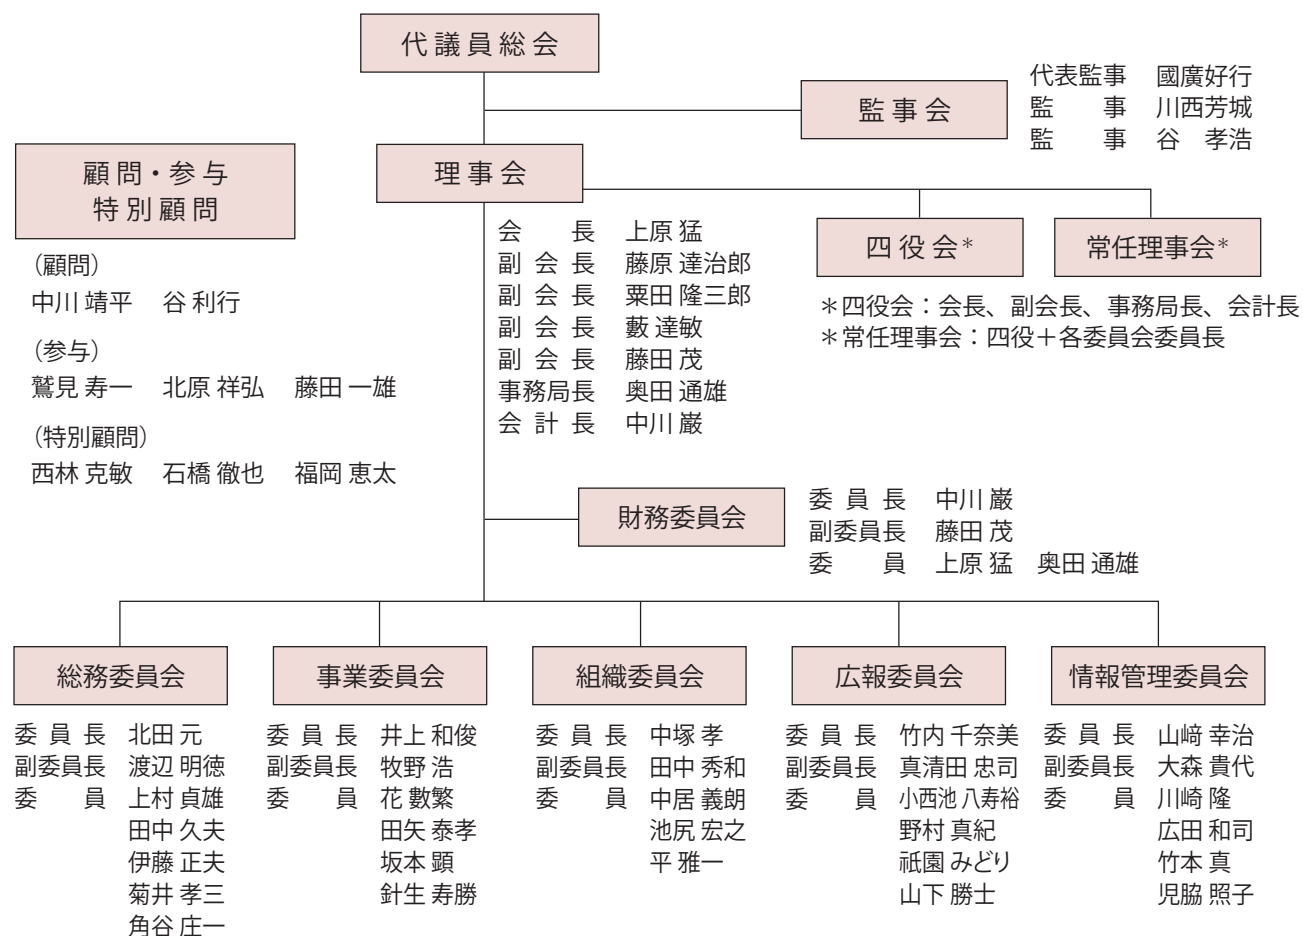 代議員総会
監事会
代表監事 國廣好行
監事 川西芳城
監事 谷 孝浩
顧問・参与
特別顧問
（顧問）
中川 靖平 谷 利行
（参与）
鷲見 寿一 北原 祥弘 藤田 一雄
（特別顧問）
西林 克敏 石橋 徹也 福岡 恵太
理事会
会長 上原 猛
副会長 藤原 達治郎
副会長 粟田 隆三郎
副会長 藪 達敏
副会長 藤田 茂
事務局長 奥田 通雄
会計長 中川 巌
四役会*
常任理事会*
＊四役会：会長、副会長、事務局長、会計長
＊常任理事会：四役＋各委員会委員長
財務委員会
委員長 中川 巌
副委員長 藤田 茂
委員 上原 猛 奥田 通雄
総務委員会
委員長 北田 元
副委員長 渡辺 明徳
委員 上村 貞雄
田中 久夫
伊藤 正夫
菊井 孝三
角谷 庄一
事業委員会
委員長 井上 和俊
副委員長 牧野 浩
委員 花 數繁
田矢 泰孝
坂本 顕
針生 寿勝
組織委員会
委員長 中塚 孝
副委員長 田中 秀和
委員 中居 義朗
池尻 宏之
平 雅一
広報委員会
委員長 竹内 千奈美
副委員長 真清田 忠司
委員 小西池 八寿裕
野村 真紀
祇園 みどり
山下 勝士
情報管理委員会
委員長 山﨑 幸治
副委員長 大森 貴代
委員 川崎 隆
広田 和司
竹本 真
児脇 照子